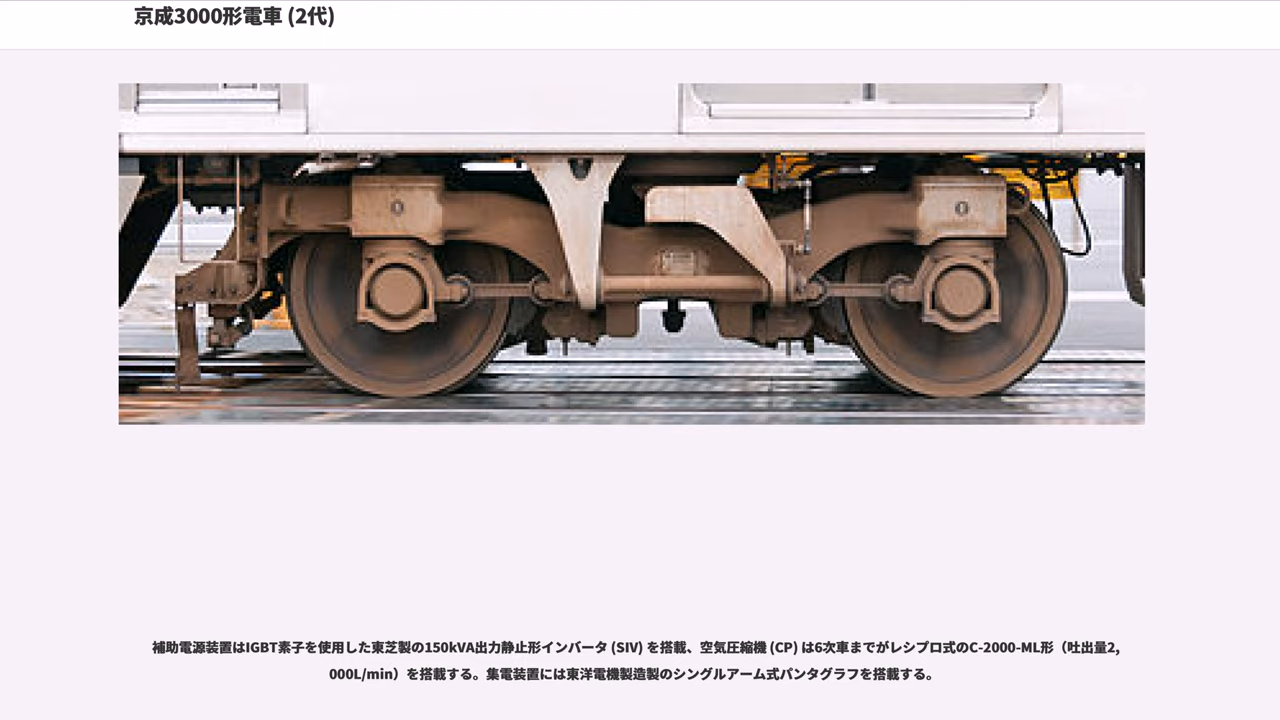 京成3000形電車 (2代)
補助電源装置はIGBT素子を使用した東芝製の150kVA出力静止形インバータ (SIV) を搭載、空気圧縮機 (CP) は6次車までがレシプロ式のC-2000-ML形（吐出量2,
000L/min）を搭載する。集電装置には東洋電機製造製のシングルアーム式パンタグラフを搭載する。